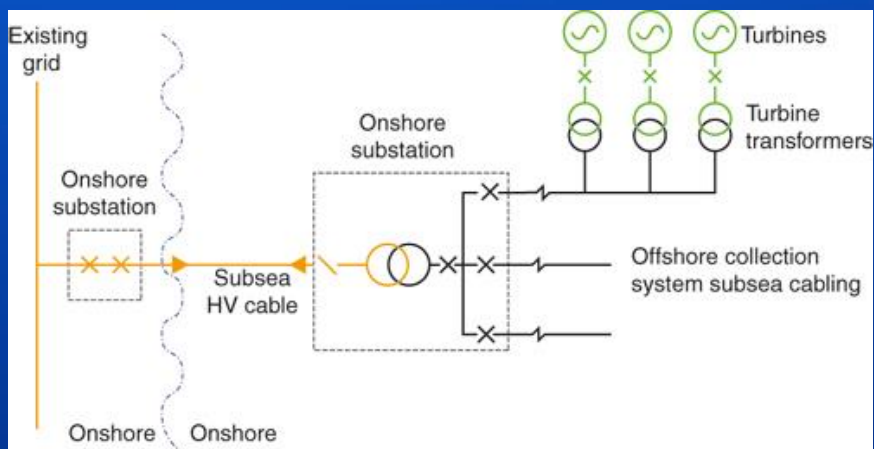 Existing
grid
Turbines
Turbine
transformers
Onshore
substation
Onshore
substation
Subsea
HV cable
Offshore collection
system subsea cabling
Onshore
Onshore